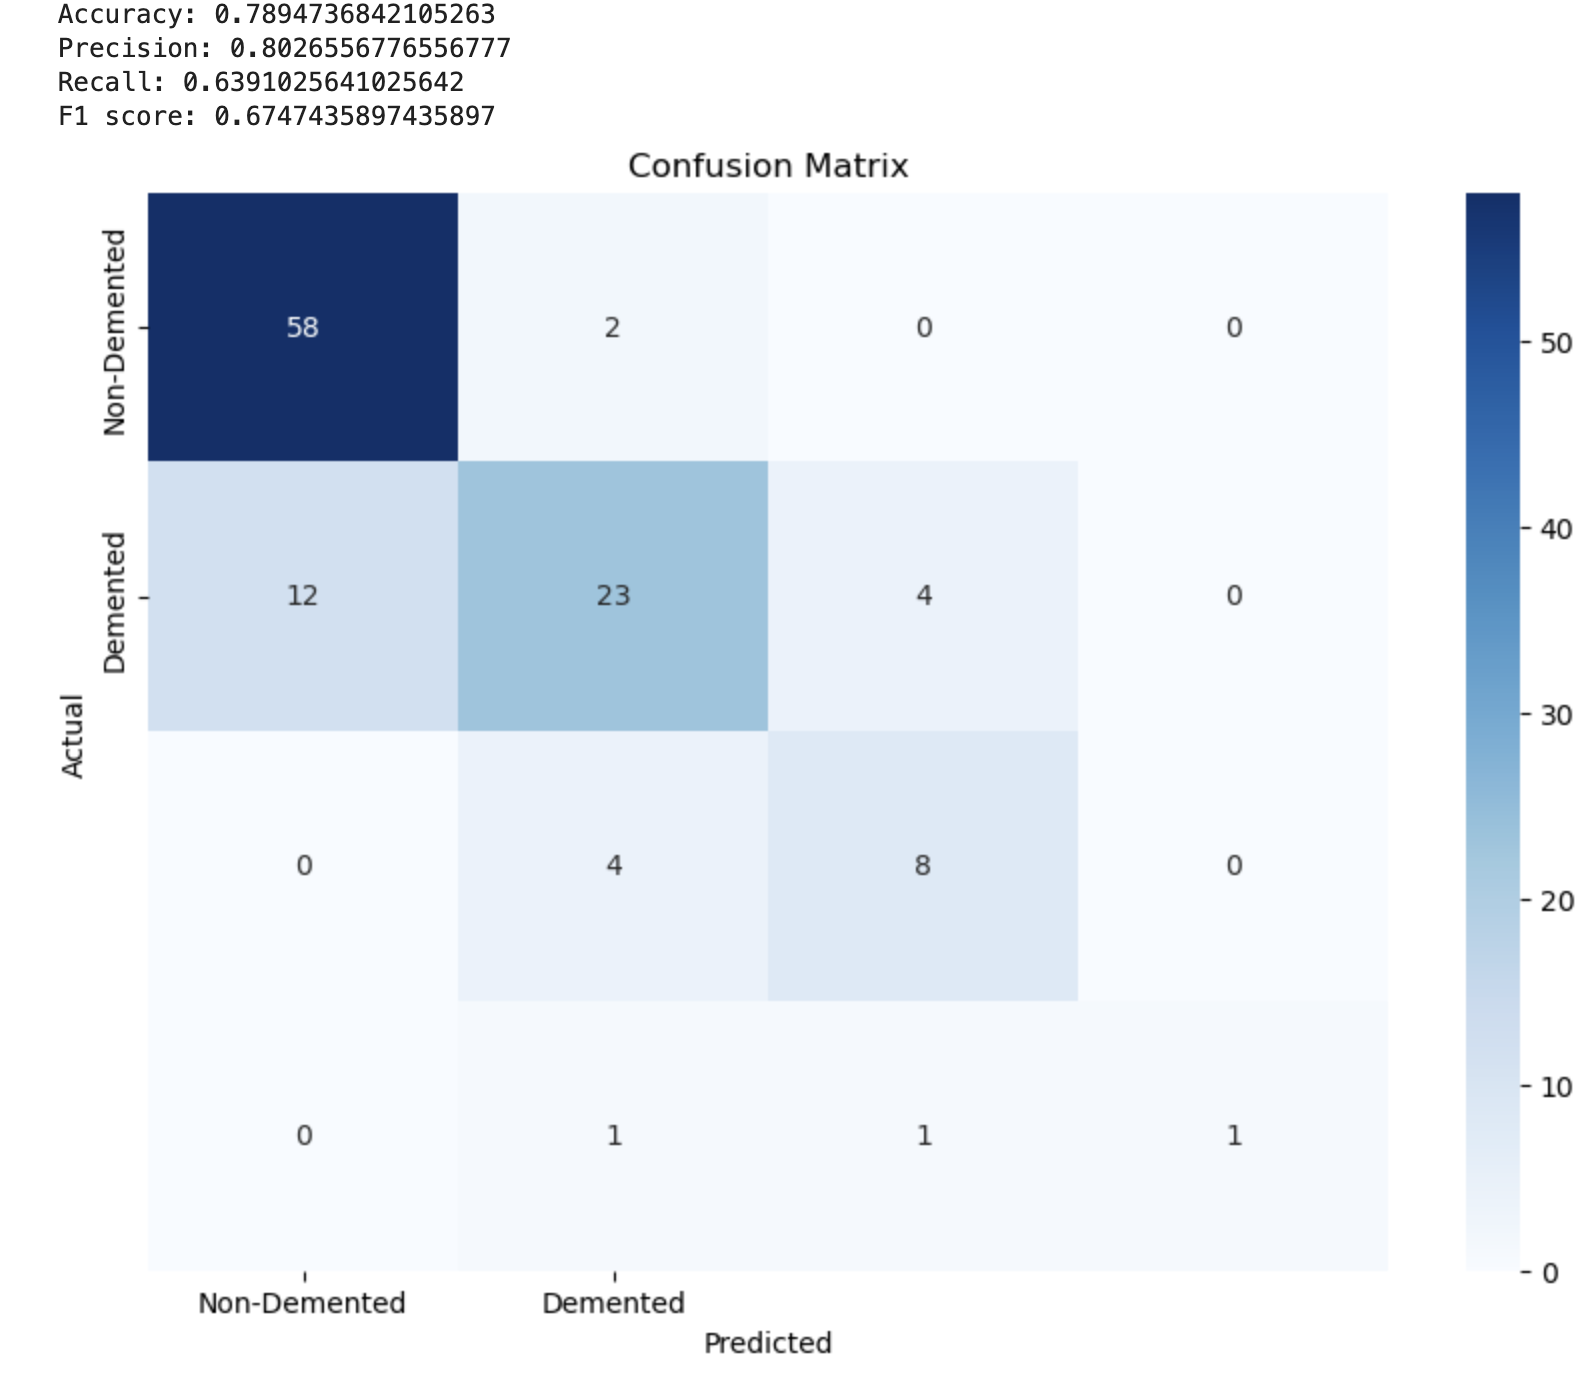 Accuracy: 0.7894736842105263
Precision: 0.8026556776556777
Recall: 0.6391025641025642
F1 score: 0.6747435897435897
Confusion Matrix
Non-Demented
58 2 0 0
Demented
12 23 4 0
Actual
0 4 8 0
0 1 1 1
Non-Demented Demented
Predicted
50
40
30
20
10
0